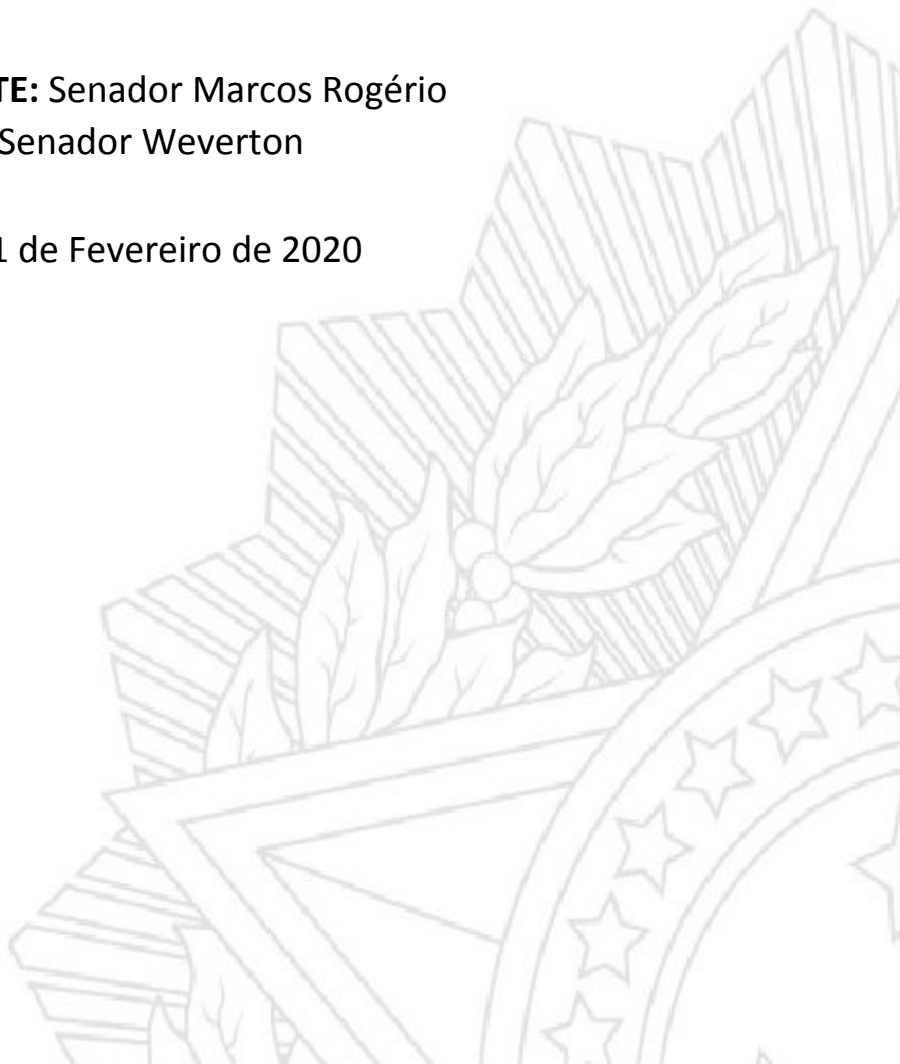 TE: Senador Marcos Rogério
Senador Weverton
1 de Fevereiro de 2020